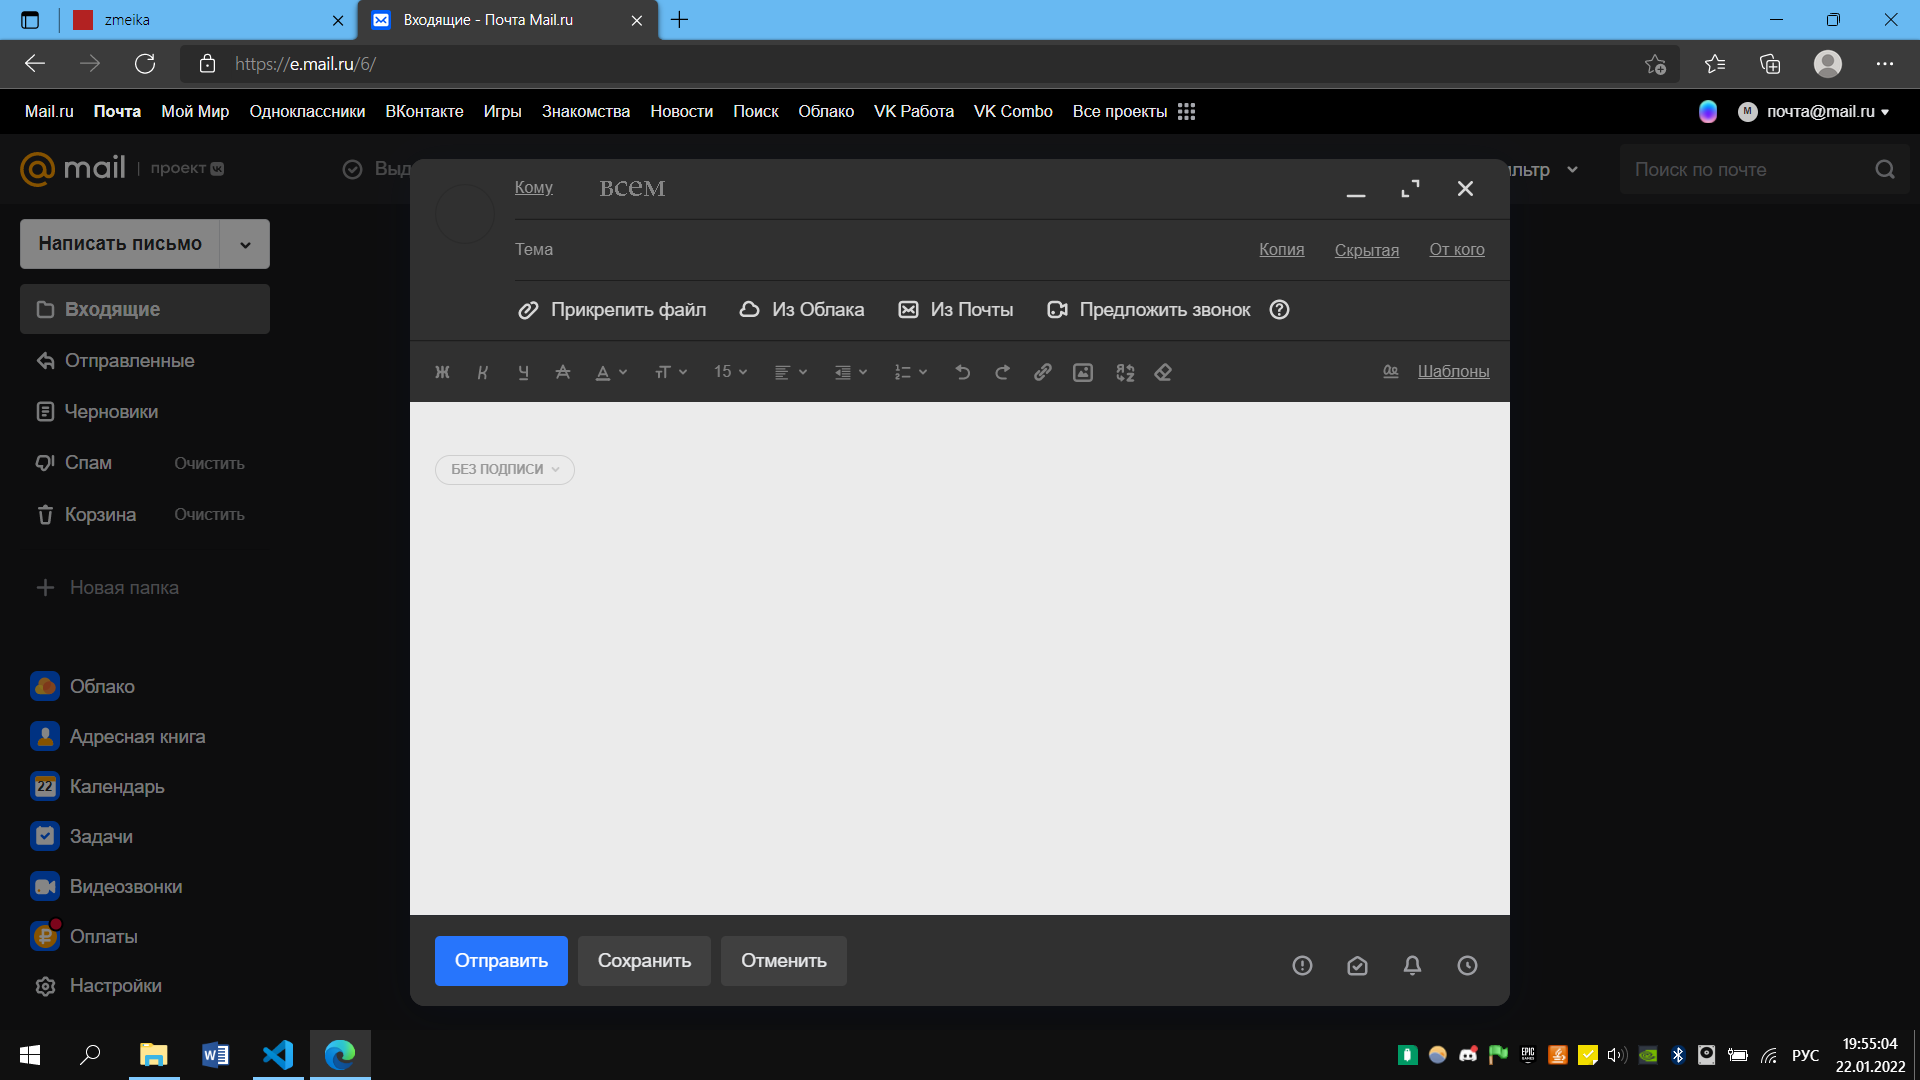 zmeika
Входящие - Почта Mail.ru
https://e.mail.ru/6/
Mail.ru Почта Мой Мир Одноклассники ВКонтакте Игры Знакомства Новости Поиск Облако VK Работа VK Combo Все проекты
M почта@mail.ru
mail | проект
Выд
льтр
Поиск по почте
Написать письмо
Входящие
Отправленные
Черновики
Спам Очистить
Корзина Очистить
Новая папка
Облако
Адресная книга
22 Календарь
Задачи
Видеозвонки
Оплаты
Настройки
Кому всем
Тема Копия Скрытая От кого
Прикрепить файл Из Облака Из Почты Предложить звонок
Ж К Ч А А тТ 15 Шаблоны
БЕЗ ПОДПИСИ
Отправить Сохранить Отменить
EPIC GAMES
РУС
19:55:04
22.01.2022